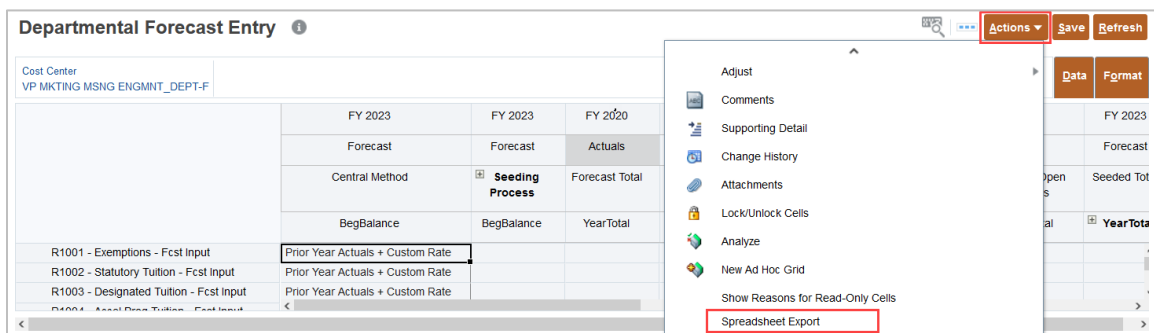 Departmental Forecast Entry
Actions Save Refresh
Cost Center
VP MKTING MSNG ENGMNT_DEPT-F
Data Format
Adjust
Comments
Supporting Detail
Change History
Attachments
Lock/Unlock Cells
Analyze
New Ad Hoc Grid
Show Reasons for Read-Only Cells
Spreadsheet Export
FY 2023 FY 2023 FY 2020 FY 2023
Forecast Forecast Actuals Forecast
Central Method Seeding Forecast Total Open Seeded Tot
Process s
BegBalance BegBalance YearTotal al YearTota
R1001 - Exemptions - Fcst Input Prior Year Actuals + Custom Rate
R1002 - Statutory Tuition - Fcst Input Prior Year Actuals + Custom Rate
R1003 - Designated Tuition - Fcst Input Prior Year Actuals + Custom Rate